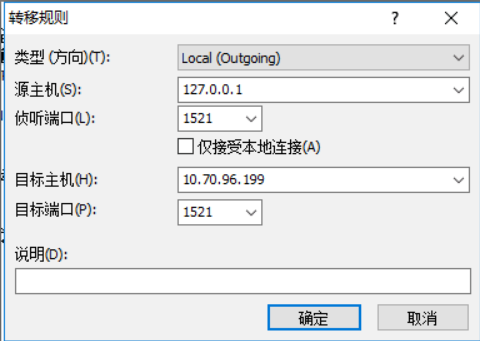 转移规则
类型 (方向)(T): Local (Outgoing)
源主机(S): 127.0.0.1
侦听端口(L): 1521
仅接受本地连接(A)
目标主机(H): 10.70.96.199
目标端口(P): 1521
说明(D):
确定 取消